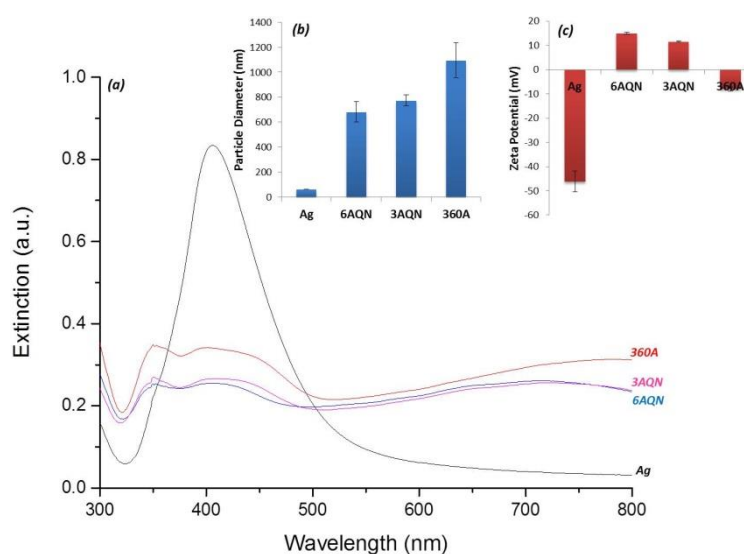 (a)
Extinction (a.u.)
1.0
0.8
0.6
0.4
0.2
0.0
300
400
500
600
700
800
Wavelength (nm)
360A
3AQN
6AQN
Ag
(b)
Particle Diameter (nm)
1400
1200
1000
800
600
400
200
0
Ag
6AQN
3AQN
360A
(c)
Zeta Potential (mV)
20
10
0
-10
-20
-30
-40
-50
-60
Ag
6AQN
3AQN
360A